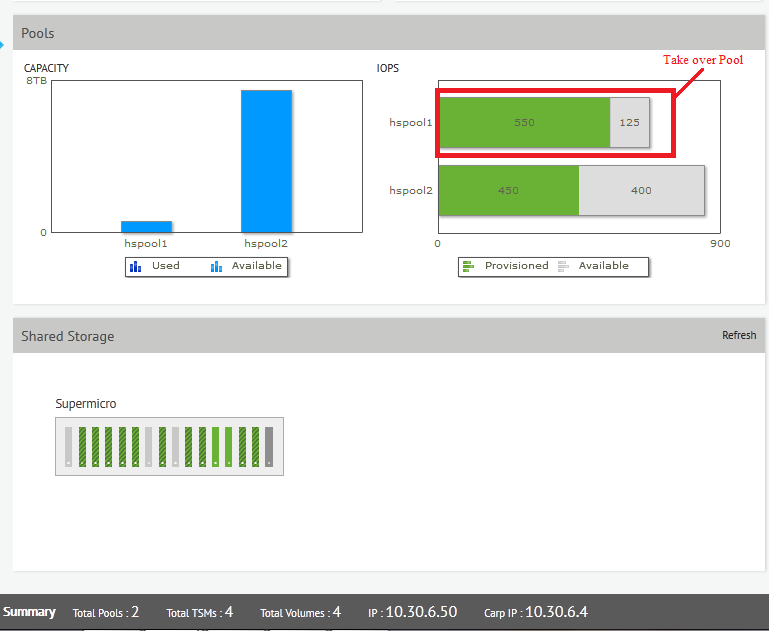 Pools
CAPACITY
8TB
0
hspool1
hspool2
Used
Available
IOPS
Take over Pool
hspool1
550
125
hspool2
450
400
0
900
Provisioned
Available
Shared Storage
Refresh
Supermicro
Summary Total Pools : 2 Total TSMs : 4 Total Volumes : 4 IP : 10.30.6.50 Carp IP : 10.30.6.4